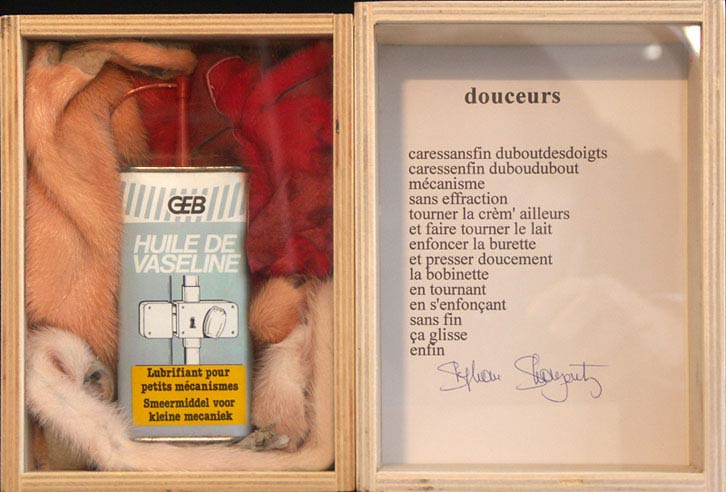 GEB
HUILE DE
VASELINE
Lubrifiant pour
petits mécanismes
Smeermiddel voor
kleine mecaniek
douceurs
caressansfin duboutdesdoigts
caressenfin duboudubout
mécanisme
sans effraction
tourner la crèm' ailleurs
et faire tourner le lait
enfoncer la burette
et presser doucement
la bobinette
en tournant
en s'enfonçant
sans fin
ça glisse
enfin